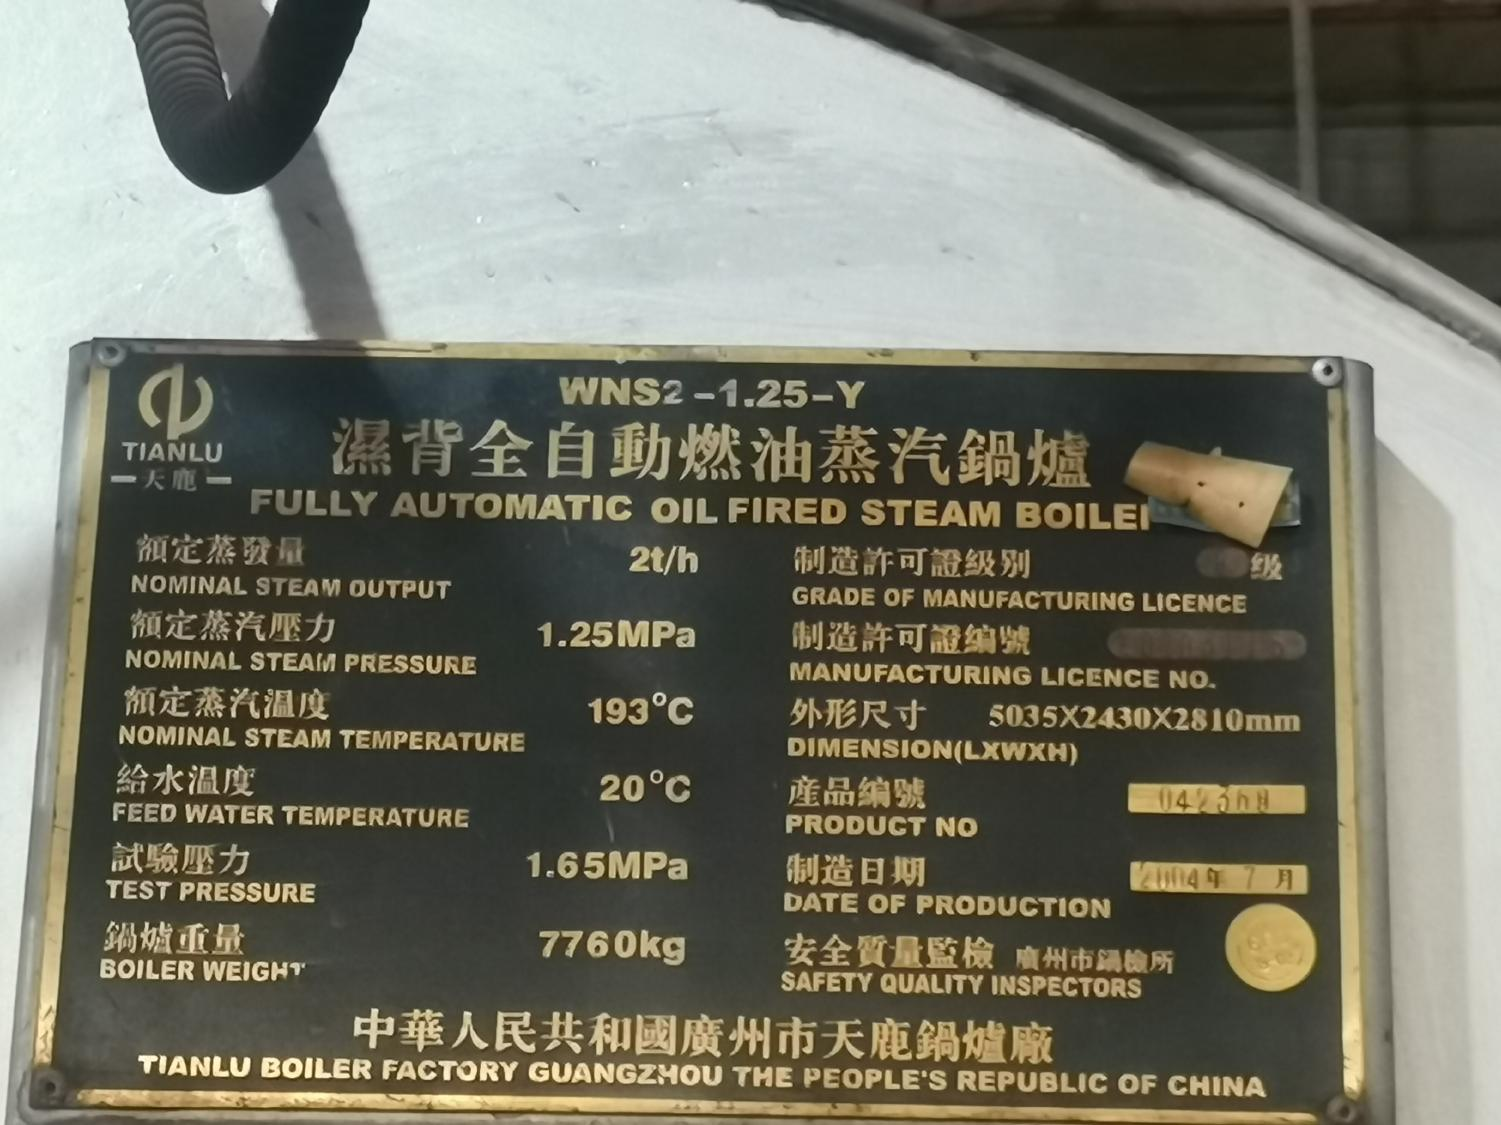 WNS2-1.25-Y
TIANLU
天鹿
濕背全自動燃油蒸汽鍋爐
FULLY AUTOMATIC OIL FIRED STEAM
額定蒸發量 2t/h
NOMINAL STEAM OUTPUT
額定蒸汽壓力 1.25MPa
NOMINAL STEAM PRESSURE
額定蒸汽溫度 193°C
NOMINAL STEAM TEMPERATURE
給水溫度 20°C
FEED WATER TEMPERATURE
試驗壓力 1.65MPa
TEST PRESSURE
鍋爐重量 7760kg
BOILER WEIGHT
制造許可證級别 级
GRADE OF MANUFACTURING LICENCE
制造許可證編號
MANUFACTURING LICENCE NO.
外形尺寸 5035X2430X2810mm
DIMENSION(LXWXH)
産品編號
PRODUCT NO
制造日期 2004年7月
DATE OF PRODUCTION
安全質量監檢 廣州市鍋檢所
SAFETY QUALITY INSPECTORS
中華人民共和國廣州市天鹿鍋爐廠
TIANLU BOILER FACTORY GUANGZHOU THE PEOPLE'S REPUBLIC OF CHINA